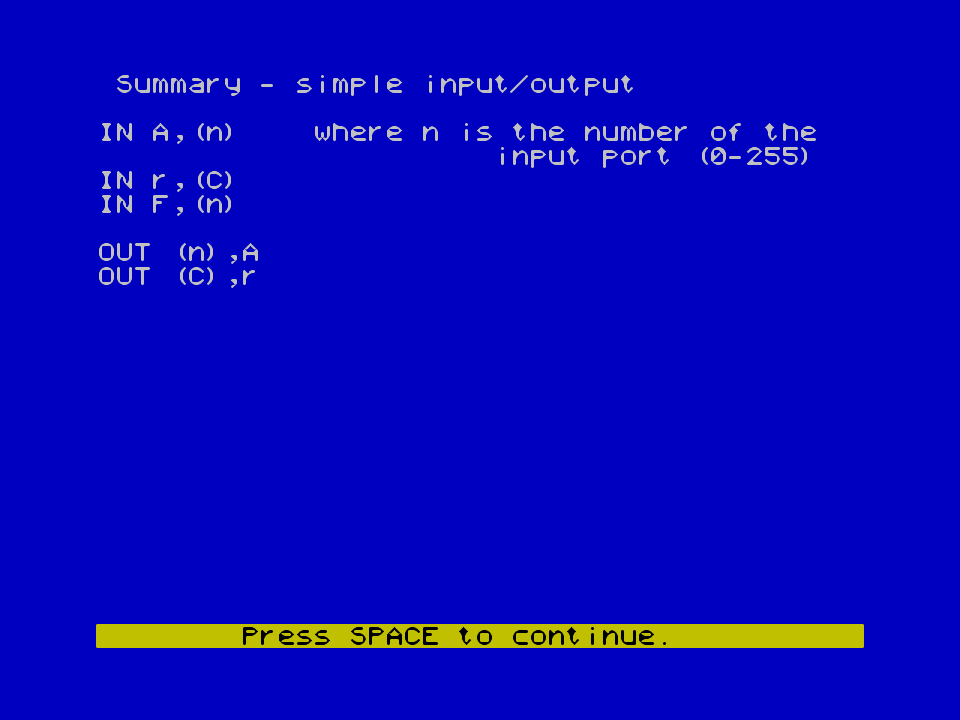 Summary - simple input/output
IN A,(n) where n is the number of the
input port (0-255)
IN r,(C)
IN F,(n)
OUT (n),A
OUT (C),r
Press SPACE to continue.